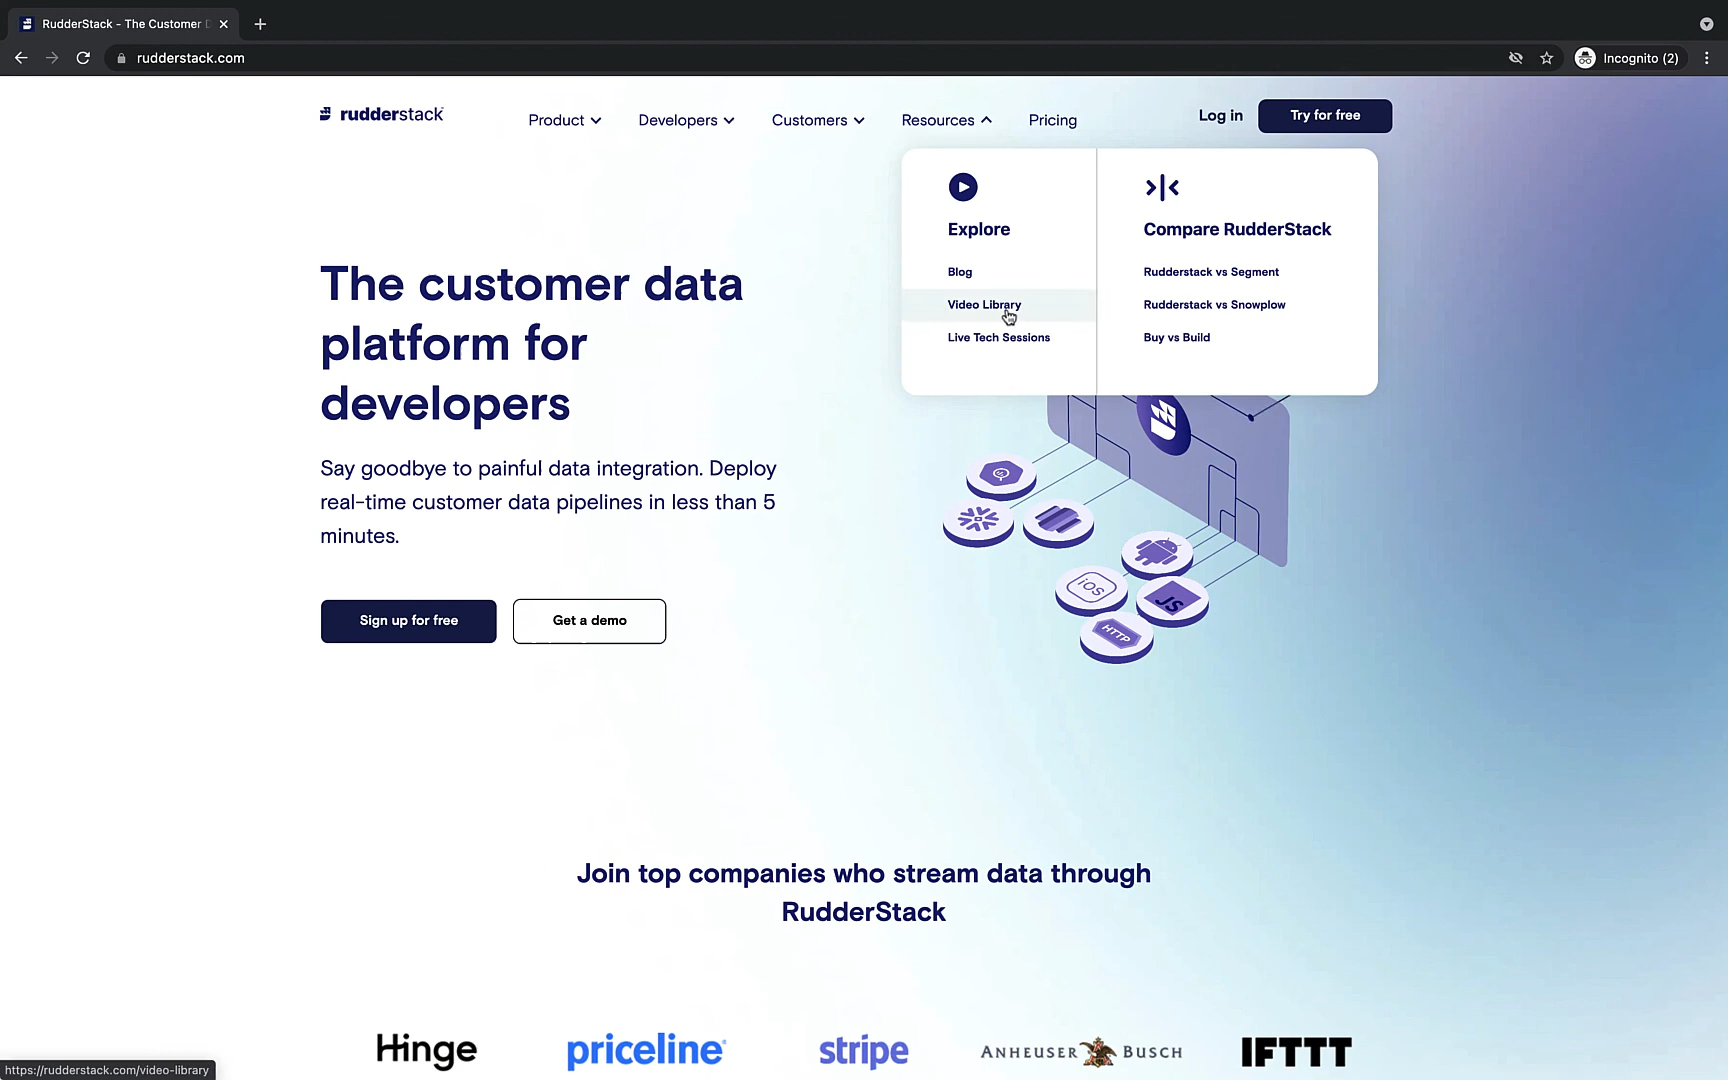 RudderStack - The Customer D
rudderstack.com
Incognito (2)
rudderstack
Product
Developers
Customers
Resources
Pricing
Log in
Try for free
Explore
Blog
Video Library
Live Tech Sessions
Compare RudderStack
Rudderstack vs Segment
Rudderstack vs Snowplow
Buy vs Build
The customer data
platform for
developers
Say goodbye to painful data integration. Deploy
real-time customer data pipelines in less than 5
minutes.
Sign up for free
Get a demo
iOS
JS
HTTP
Join top companies who stream data through
RudderStack
Hinge
priceline
stripe
ANHEUSER BUSCH
IFTTT
https://rudderstack.com/video-library